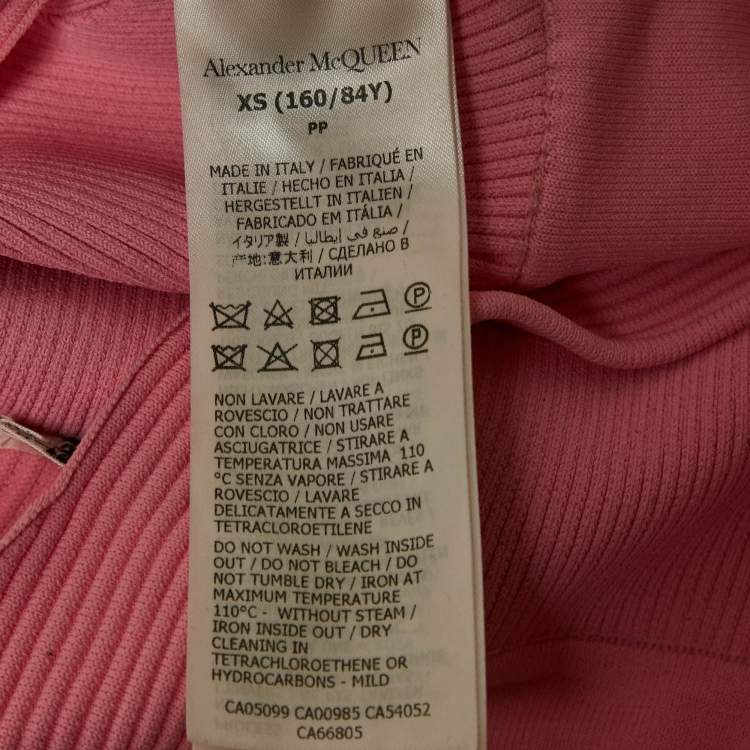 Alexander McQUEEN
XS (160/84Y)
PP
MADE IN ITALY / FABRIQUÉ EN
ITALIE / HECHO EN ITALIA /
HERGESTELLT IN ITALIEN /
FABRICADO EM ITÁLIA /
イタリア製 / صنع في إيطاليا /
产地:意大利 / СДЕЛАНО В
ИТАЛИИ
P
P
NON LAVARE / LAVARE A
ROVESCIO / NON TRATTARE
CON CLORO / NON USARE
ASCIUGATRICE / STIRARE A
TEMPERATURA MASSIMA 110
°C SENZA VAPORE / STIRARE A
ROVESCIO / LAVARE
DELICATAMENTE A SECCO IN
TETRACLOROETILENE
DO NOT WASH / WASH INSIDE
OUT / DO NOT BLEACH / DO
NOT TUMBLE DRY / IRON AT
MAXIMUM TEMPERATURE
110°C - WITHOUT STEAM /
IRON INSIDE OUT / DRY
CLEANING IN
TETRACHLOROETHENE OR
HYDROCARBONS - MILD
CA05099 CA00985 CA54052
CA66805